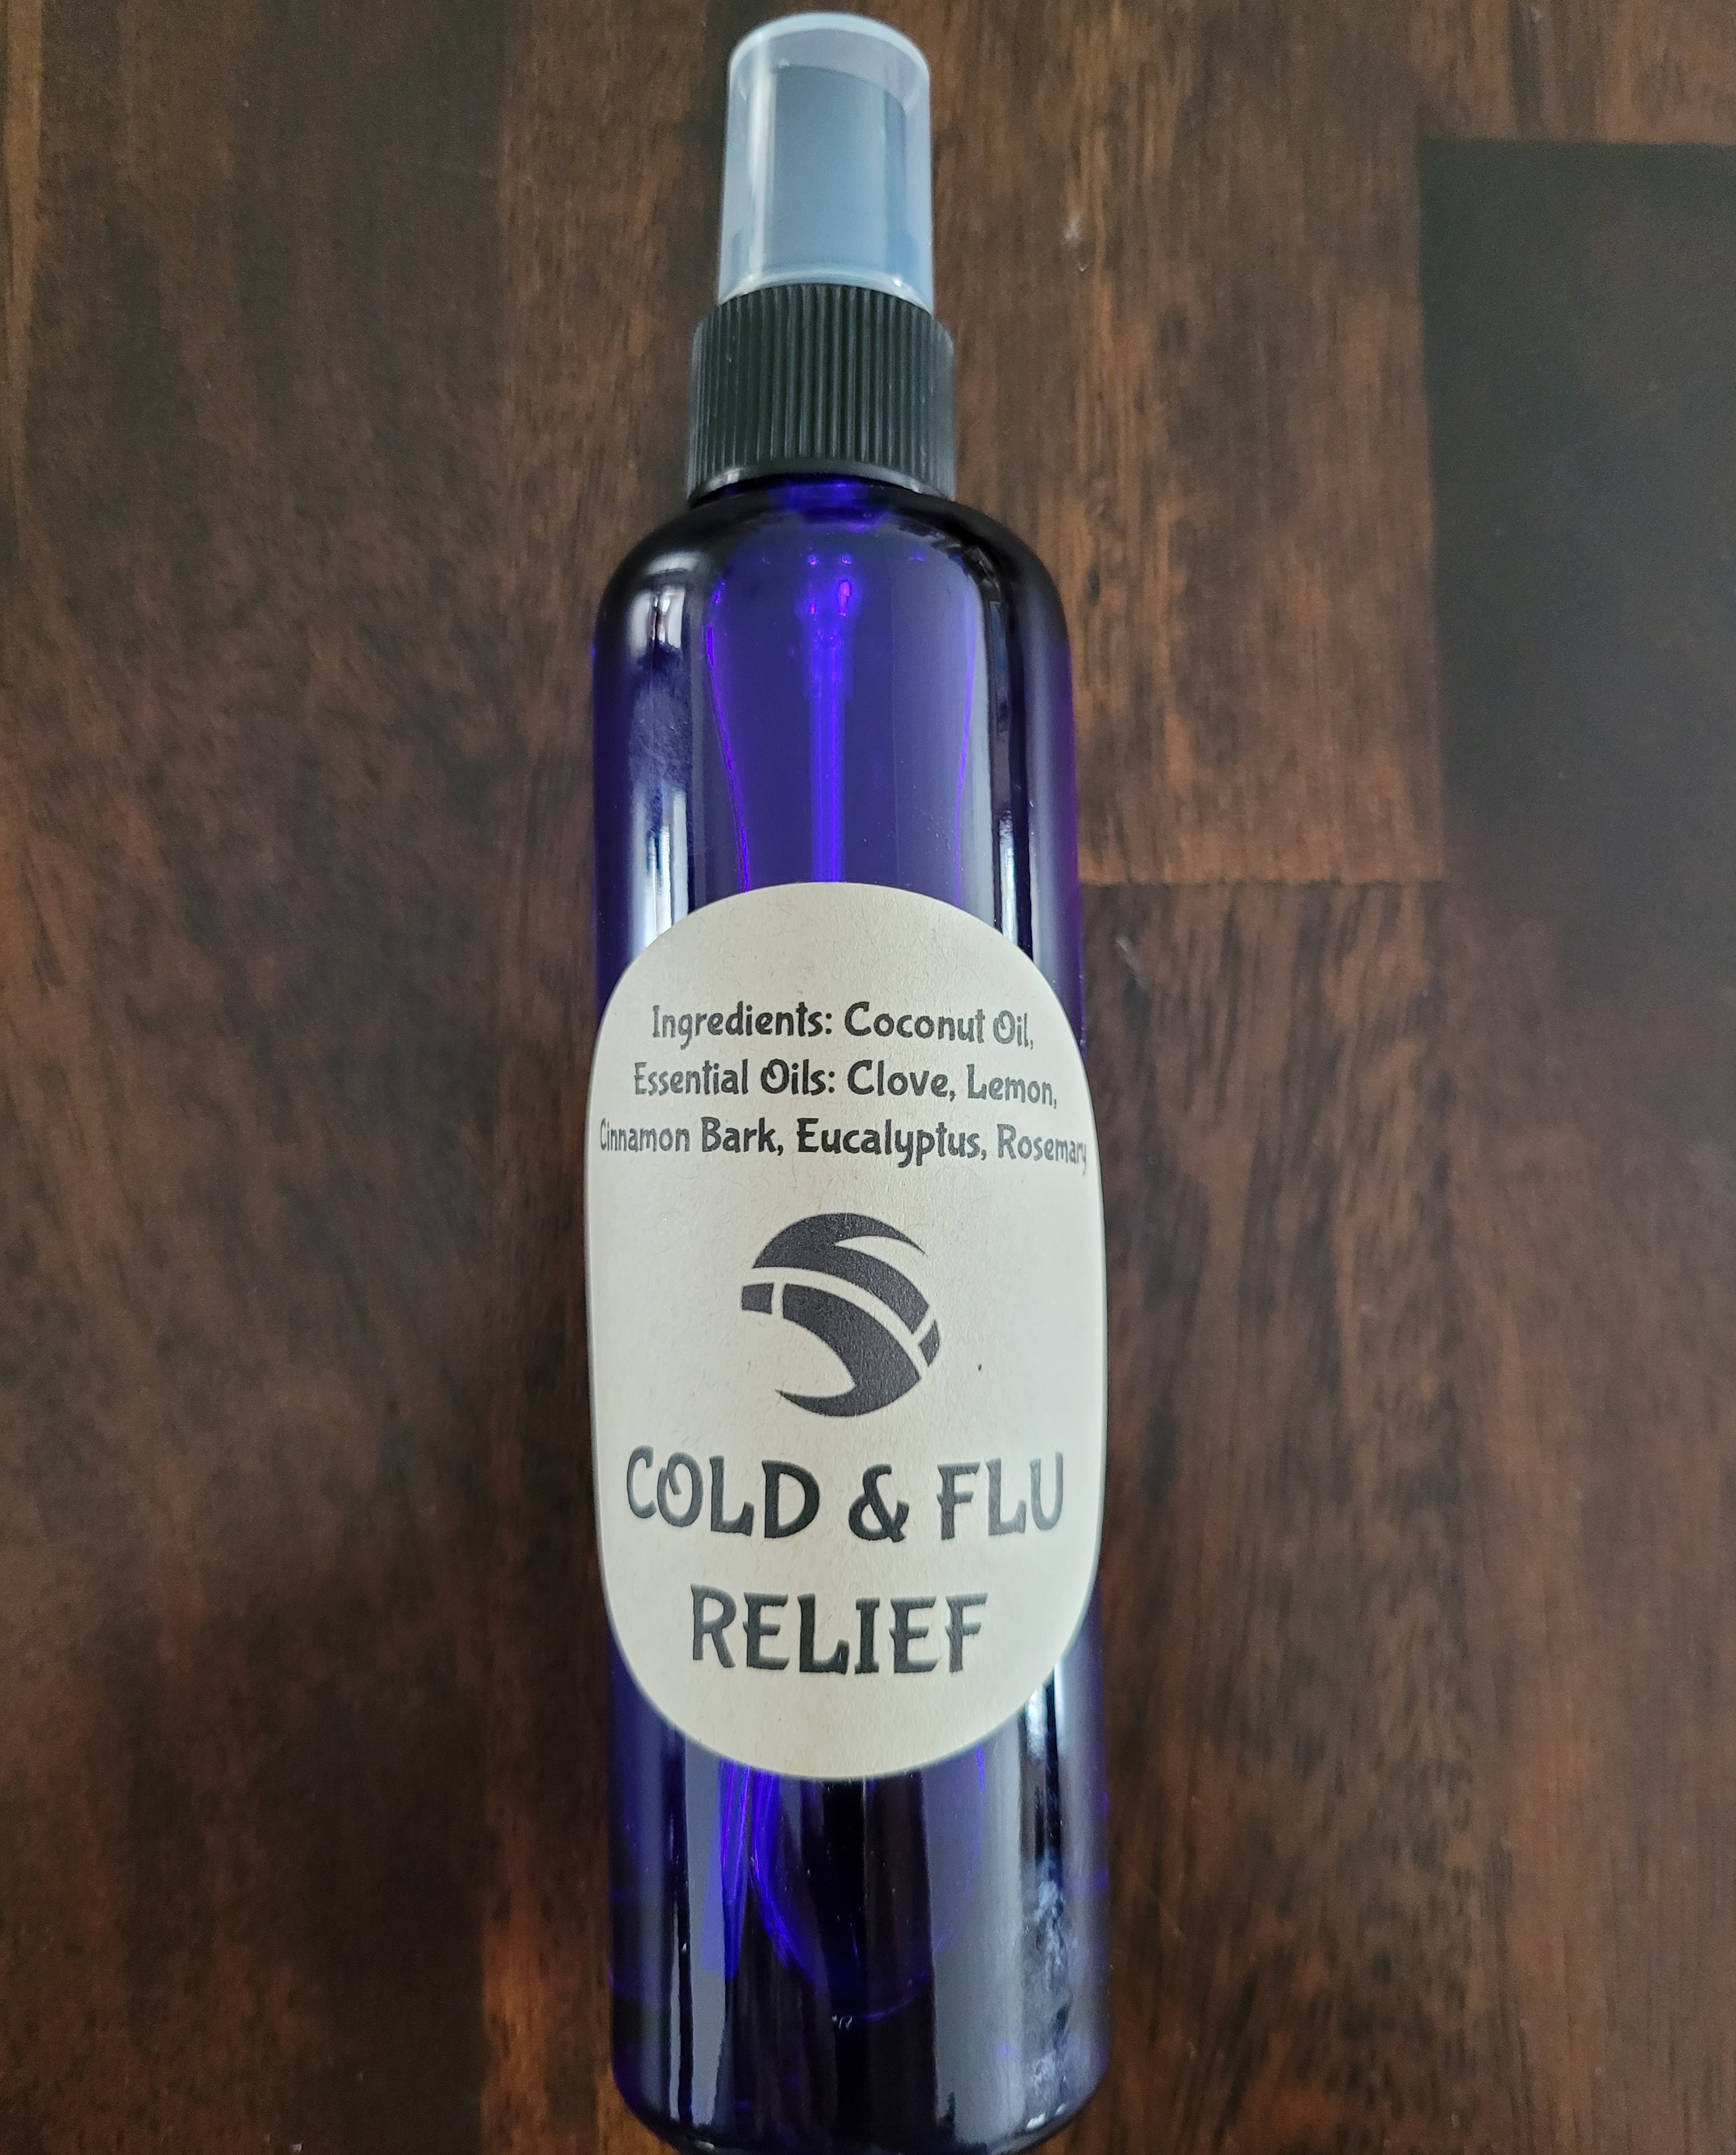 Ingredients: Coconut Oil,
Essential Oils: Clove, Lemon,
Cinnamon Bark, Eucalyptus, Rosemary
COLD & FLU
RELIEF